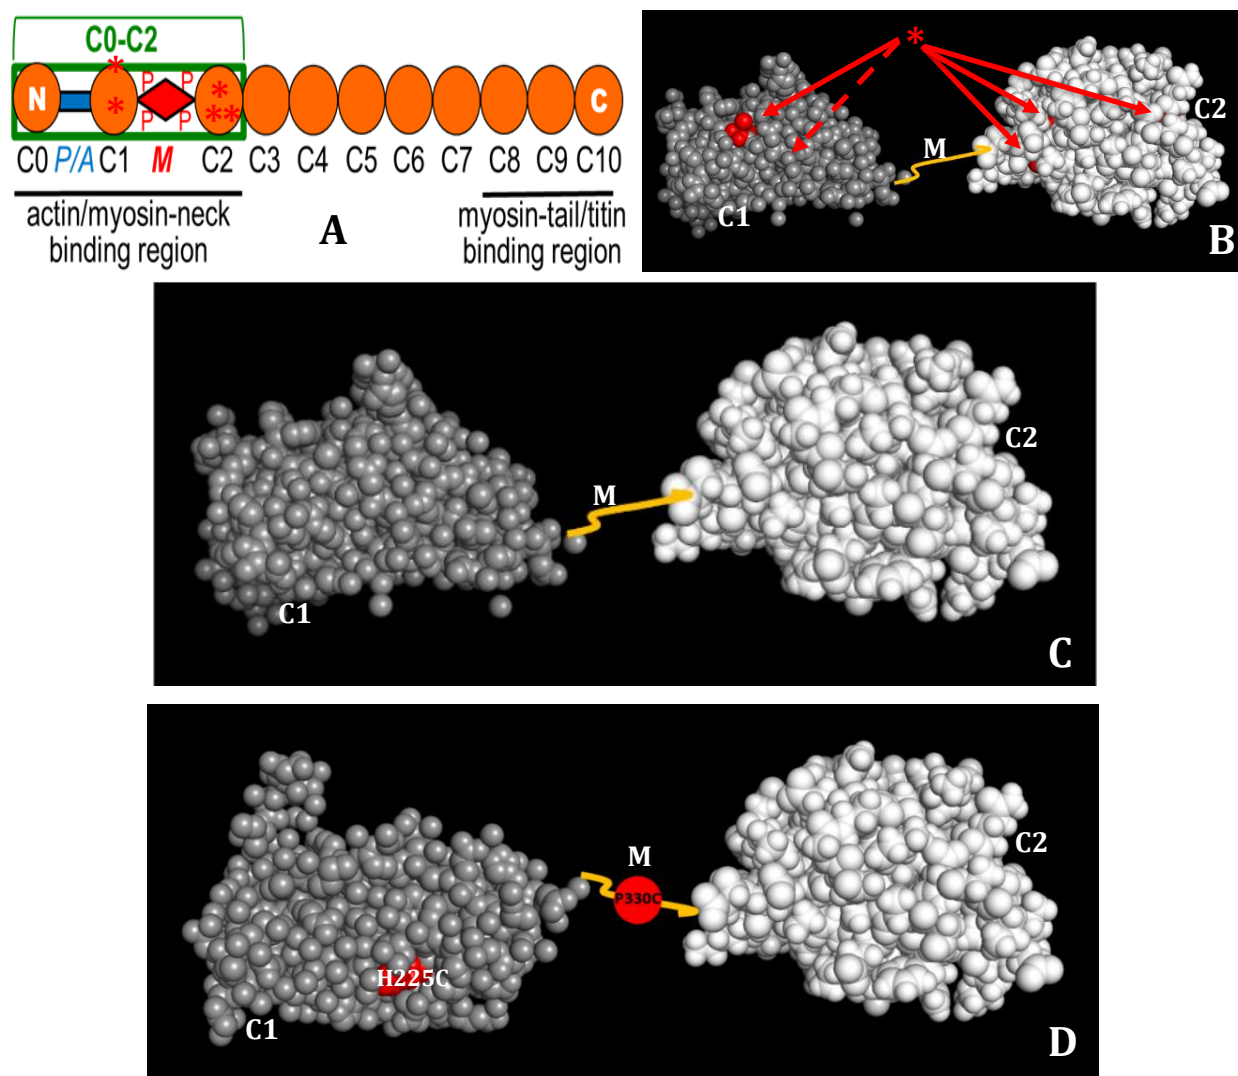 C0-C2
N * * P P P P * ** C
C0 P/A C1 M C2 C3 C4 C5 C6 C7 C8 C9 C10
actin/myosin-neck
binding region
A
myosin-tail/titin
binding region
*
C2
M
C1
B
M
C2
C1
C
M
P330C
C2
H225C
C1
D